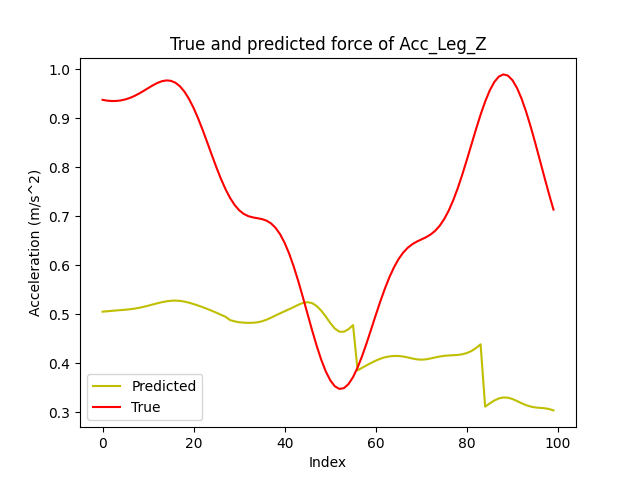 True and predicted force of Acc_Leg_Z
Acceleration (m/s^2)
1.0
0.9
0.8
0.7
0.6
0.5
0.4
0.3
Predicted
True
0 20 40 60 80 100
Index